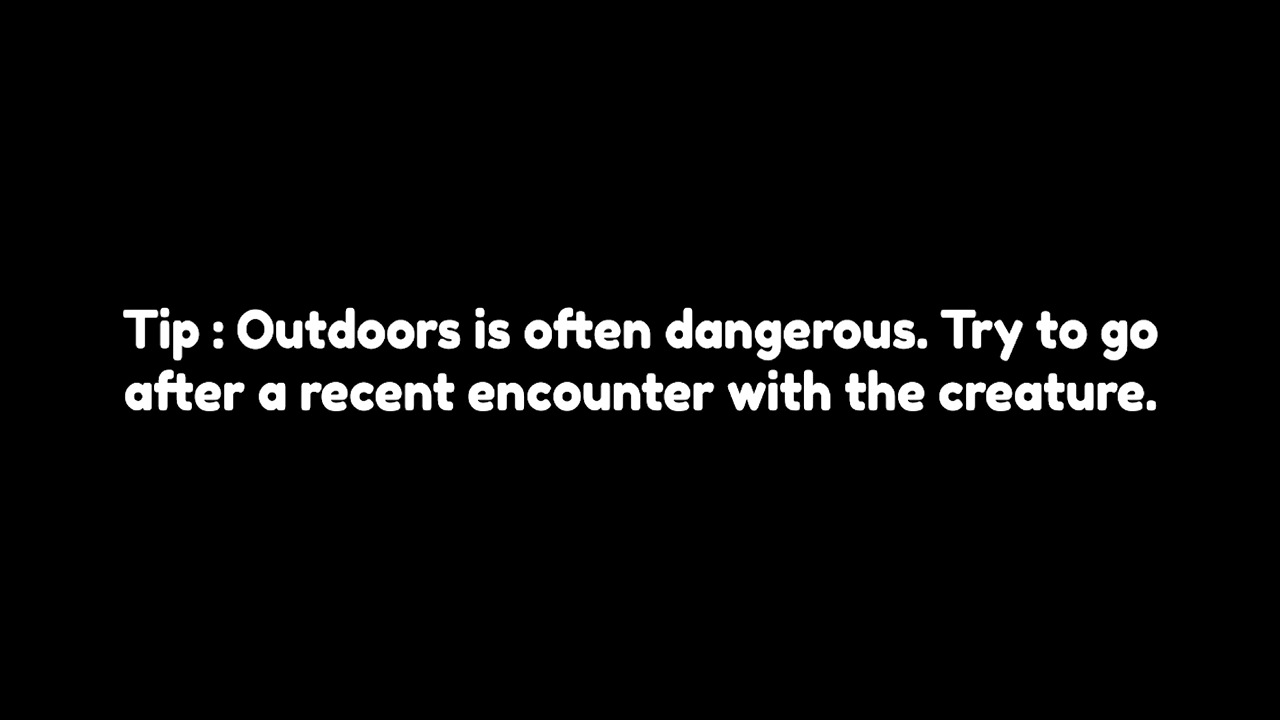 Tip : Outdoors is often dangerous. Try to go
after a recent encounter with the creature.